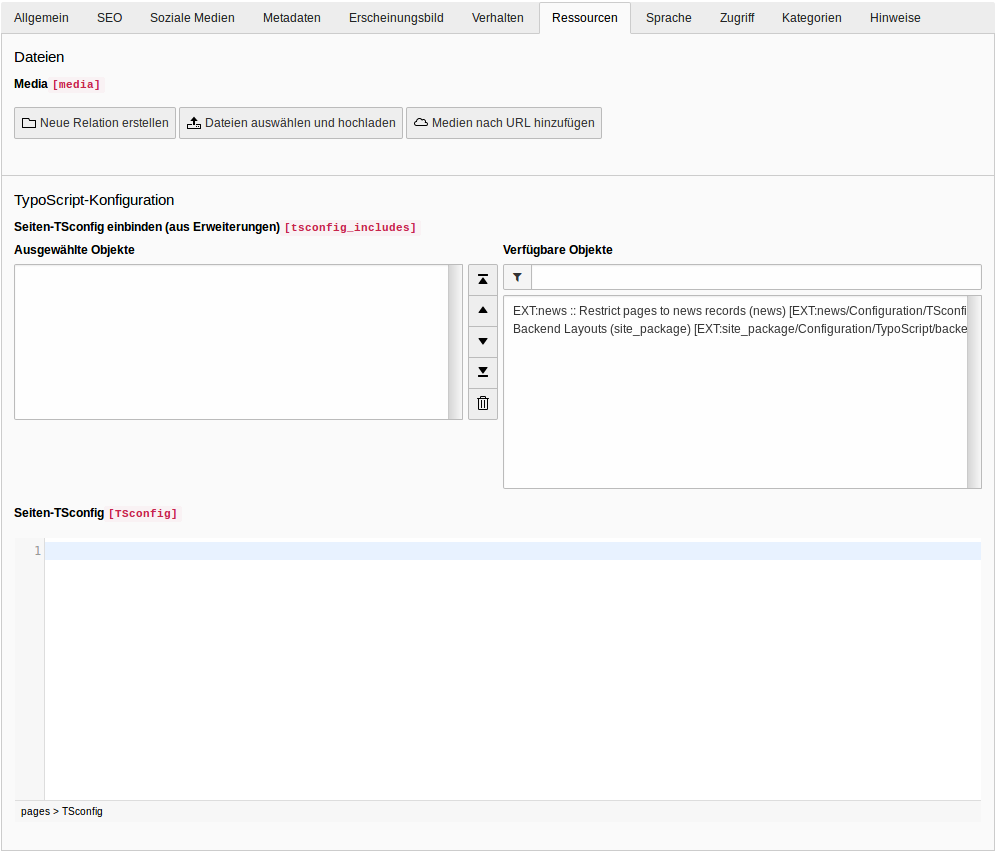 Allgemein SEO Soziale Medien Metadaten Erscheinungsbild Verhalten Ressourcen Sprache Zugriff Kategorien Hinweise
Dateien
Media [media]
Neue Relation erstellen Dateien auswählen und hochladen Medien nach URL hinzufügen
TypoScript-Konfiguration
Seiten-TSconfig einbinden (aus Erweiterungen) [tsconfig_includes]
Ausgewählte Objekte Verfügbare Objekte
EXT:news :: Restrict pages to news records (news) [EXT:news/Configuration/TSconfi
Backend Layouts (site_package) [EXT:site_package/Configuration/TypoScript/backe
Seiten-TSconfig [TSconfig]
1
pages > TSconfig